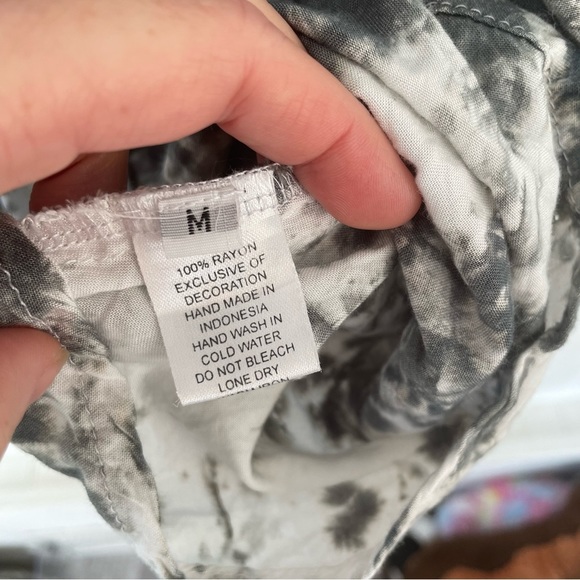 M
100% RAYON
EXCLUSIVE OF
DECORATION
HAND MADE IN
INDONESIA
HAND WASH IN
COLD WATER
DO NOT BLEACH
LONE DRY